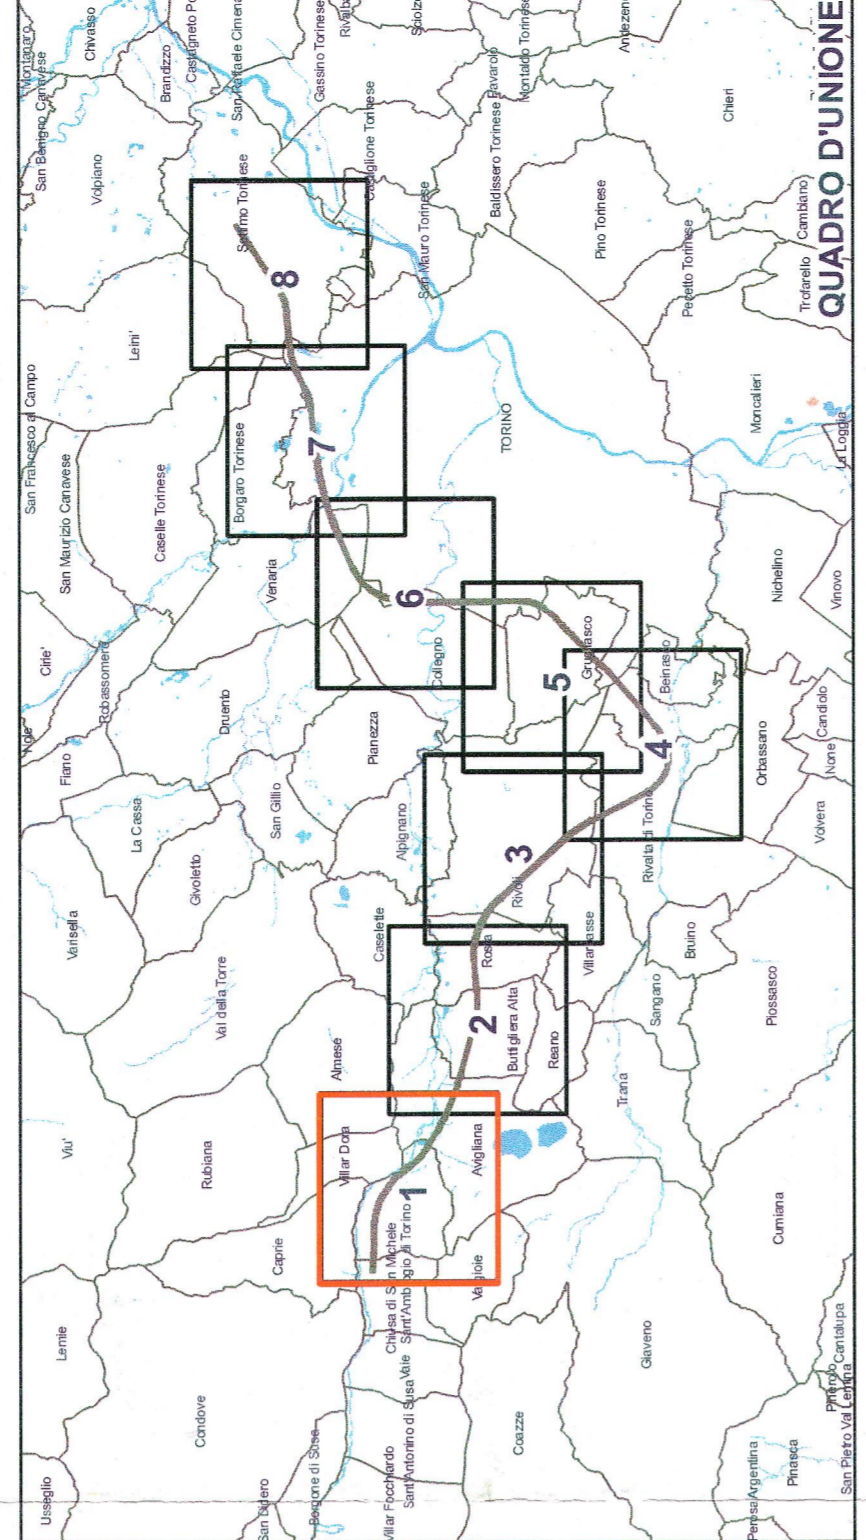 Montanaro
San Benigno Canavese
San Francesco al Campo
Nole
Cirie'
Usseglio
Lemie
Viu'
Varisella
Fiano
San Maurizio Canavese
Volpiano
Chivasso
Robassomero
La Cassa
Leini'
Caselle Torinese
Brandizzo
Castagneto Po
Condove
Rubiana
Givoletto
Val della Torre
Druento
Borgaro Torinese
Settimo Torinese
San Raffaele Cimena
San Didero
Caprie
San Gillio
Venaria
8
Borgone di Susa
Villar Dora
Almese
7
Gassino Torinese
Pianezza
Caselette
Alpignano
Castiglione Torinese
Villar Focchiardo
Chiusa di San Michele
Sant'Ambrogio di Torino
Sant'Antonino di Susa
Vaie
1
6
Collegno
San Mauro Torinese
Sciolze
Valgioie
Avigliana
2
Rosta
Pavarolo
Baldissero Torinese
Coazze
Buttigliera Alta
Rivoli
3
TORINO
Montaldo Torinese
Reano
5
Villarbasse
Grugliasco
Pino Torinese
Andezeno
Giaveno
Trana
Sangano
Rivalta di Torino
4
Beinasco
Bruino
Pecetto Torinese
Chieri
Perosa Argentina
Cumiana
Piossasco
Orbassano
Nichelino
Moncalieri
Pinasca
Volvera
None
Candiolo
Vinovo
Trofarello
Cambiano
Pinerolo
Cantalupa
San Pietro Val Lemina
La Loggia
QUADRO D'UNIONE